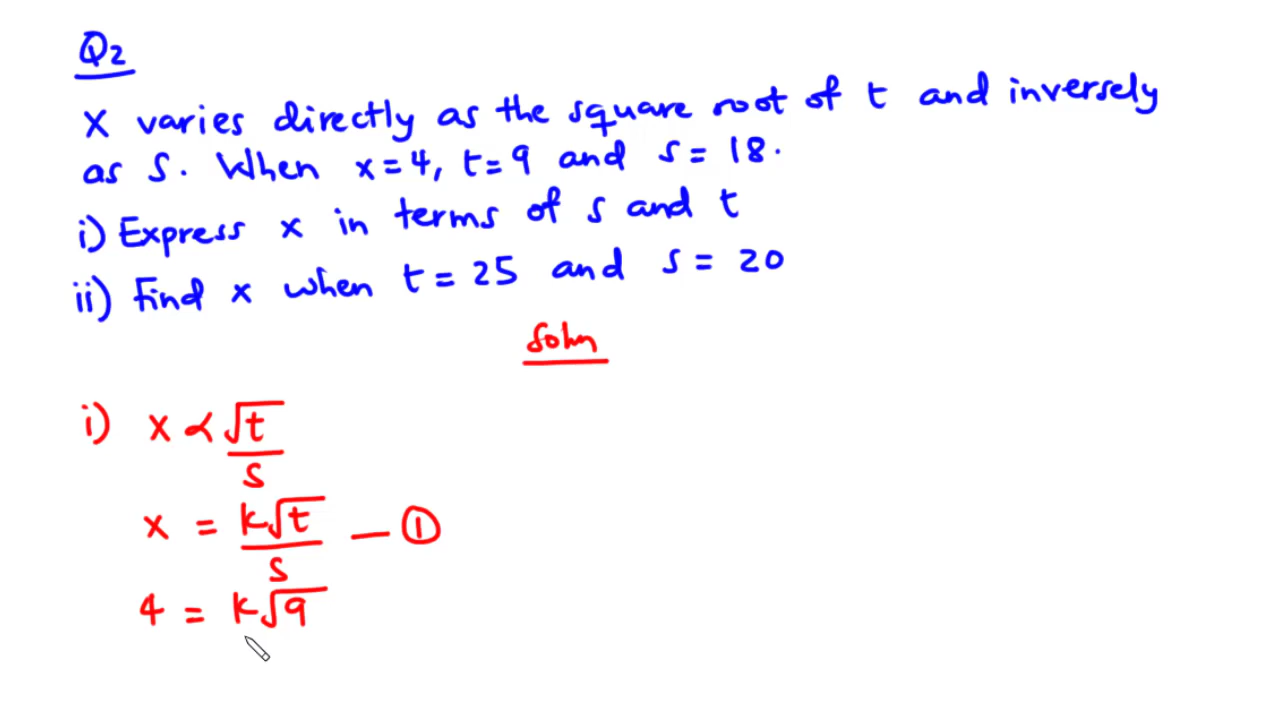 Q2
X varies directly as the square root of t and inversely
as S. When x=4, t=9 and s=18.
i) Express x in terms of s and t
ii) Find x when t=25 and s=20
Soln
i) x ∝ √t/s
x = k√t/s — ①
4 = k√9